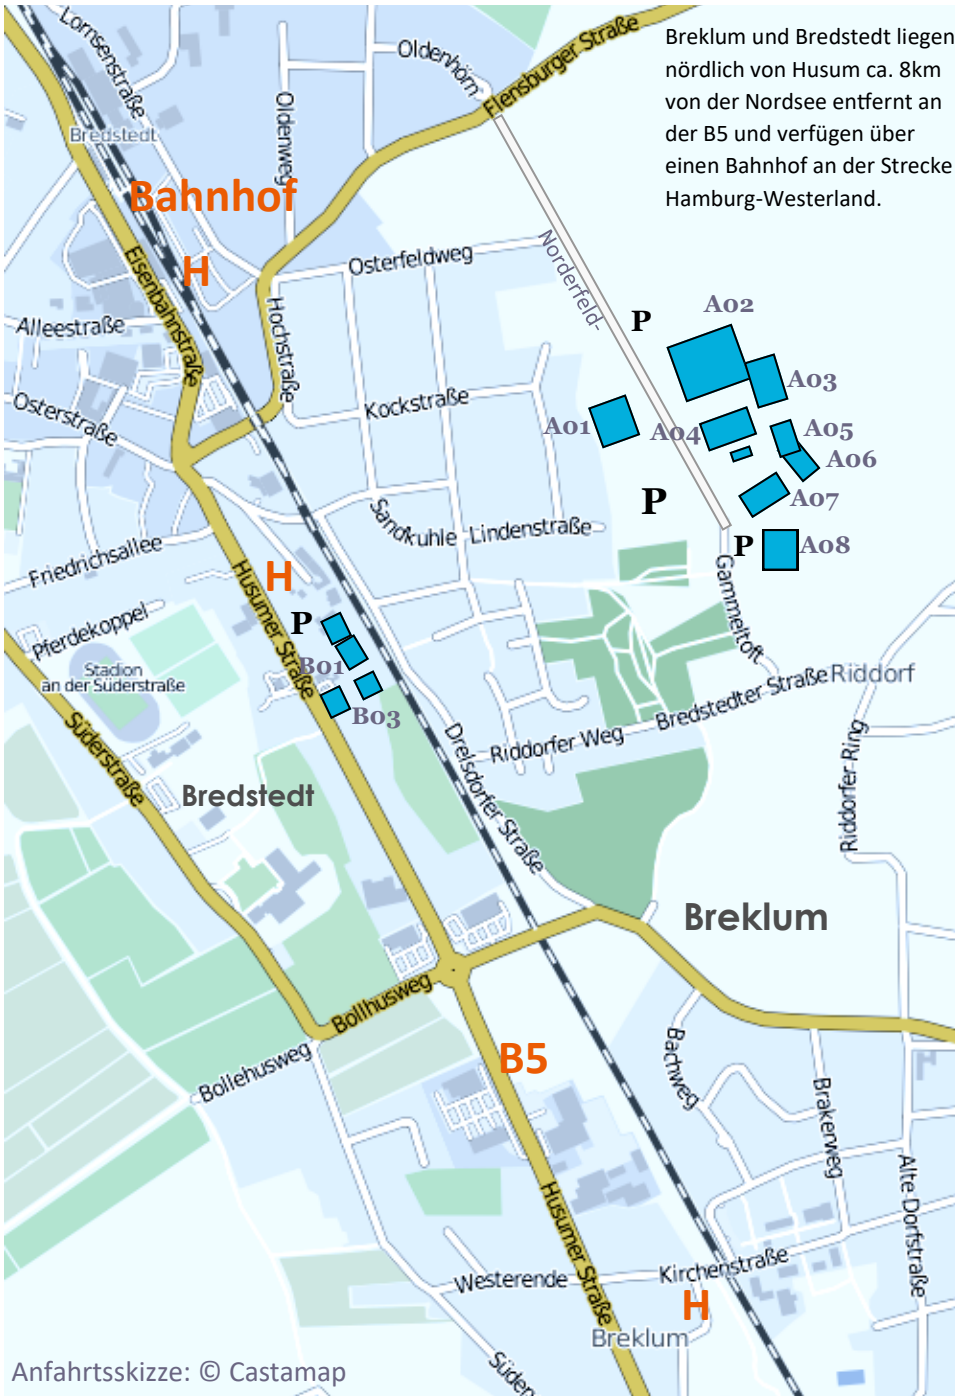 Breklum und Bredstedt liegen
nördlich von Husum ca. 8km
von der Nordsee entfernt an
der B5 und verfügen über
einen Bahnhof an der Strecke
Hamburg-Westerland.
Lornsenstraße
Oldenhörn
Flensburger Straße
Oldenweg
Bredstedt
Bahnhof
H
Eisenbahnstraße
Osterfeldweg
Norderfeld-
Hochstraße
Alleestraße
P
A02
A03
Osterstraße
Kockstraße
A01
A04
A05
A06
A07
P
Sandkuhle
Lindenstraße
P
A08
Friedrichsallee
H
Husumer Straße
Gammeltoft
Pferdekoppel
P
B01
B03
Stadion
an der Süderstraße
Riddorf
Bredstedter Straße
Riddorfer Weg
Süderstraße
Drelsdorfer Straße
Riddorfer Ring
Bredstedt
Breklum
Bollhusweg
B5
Bollehusweg
Bachweg
Brakerweg
Alte Dorfstraße
Husumer Straße
Westerende
Kirchenstraße
H
Breklum
Süden
Anfahrtsskizze: © Castamap